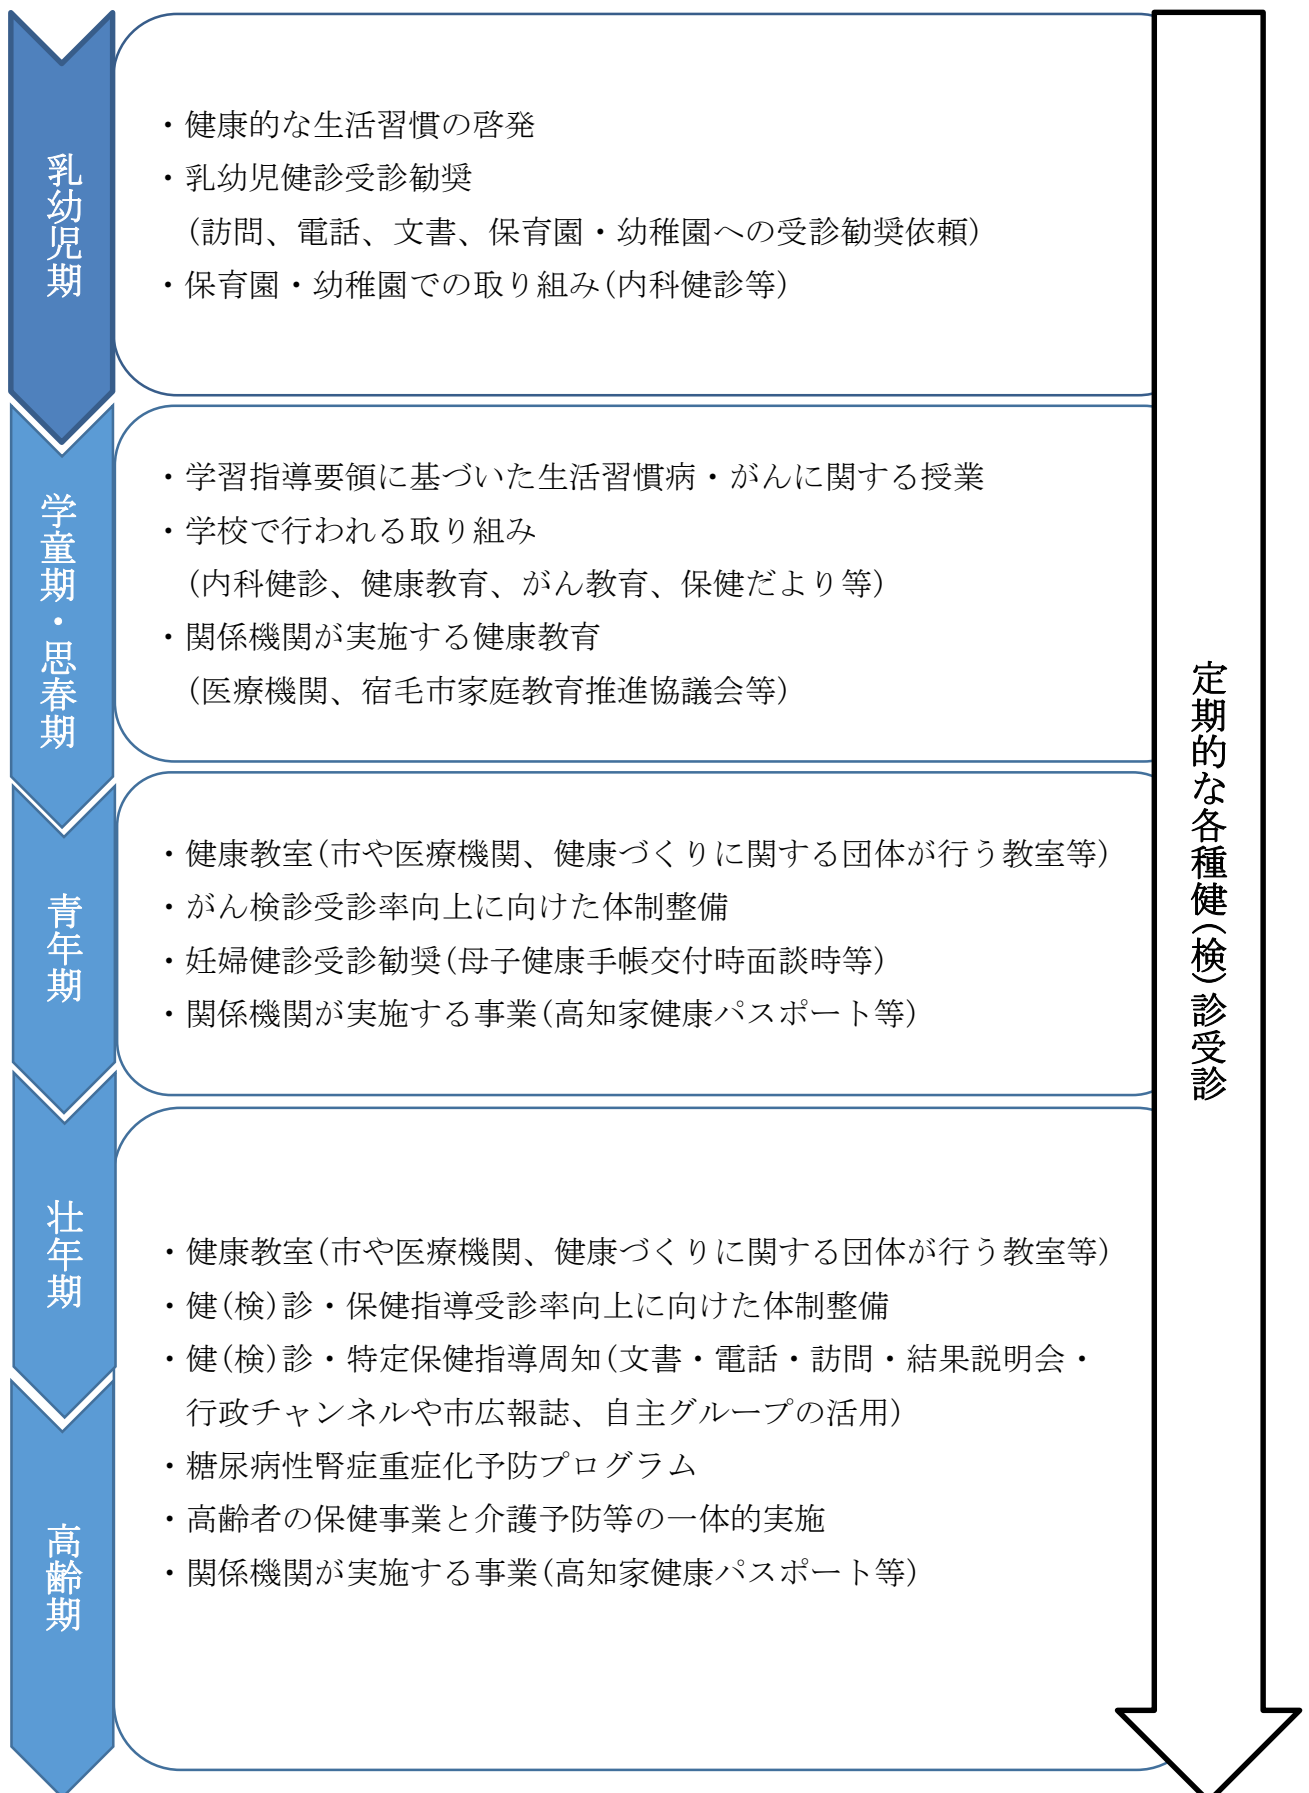 乳幼児期
・健康的な生活習慣の啓発
・乳幼児健診受診勧奨
(訪問、電話、文書、保育園・幼稚園への受診勧奨依頼)
・保育園・幼稚園での取り組み(内科健診等)
学童期・思春期
・学習指導要領に基づいた生活習慣病・がんに関する授業
・学校で行われる取り組み
(内科健診、健康教育、がん教育、保健だより等)
・関係機関が実施する健康教育
(医療機関、宿毛市家庭教育推進協議会等)
青年期
・健康教室(市や医療機関、健康づくりに関する団体が行う教室等)
・がん検診受診率向上に向けた体制整備
・妊婦健診受診勧奨(母子健康手帳交付時面談時等)
・関係機関が実施する事業(高知家健康パスポート等)
壮年期
高齢期
・健康教室(市や医療機関、健康づくりに関する団体が行う教室等)
・健(検)診・保健指導受診率向上に向けた体制整備
・健(検)診・特定保健指導周知(文書・電話・訪問・結果説明会・
行政チャンネルや市広報誌、自主グループの活用)
・糖尿病性腎症重症化予防プログラム
・高齢者の保健事業と介護予防等の一体的実施
・関係機関が実施する事業(高知家健康パスポート等)
定期的な各種健(検)診受診